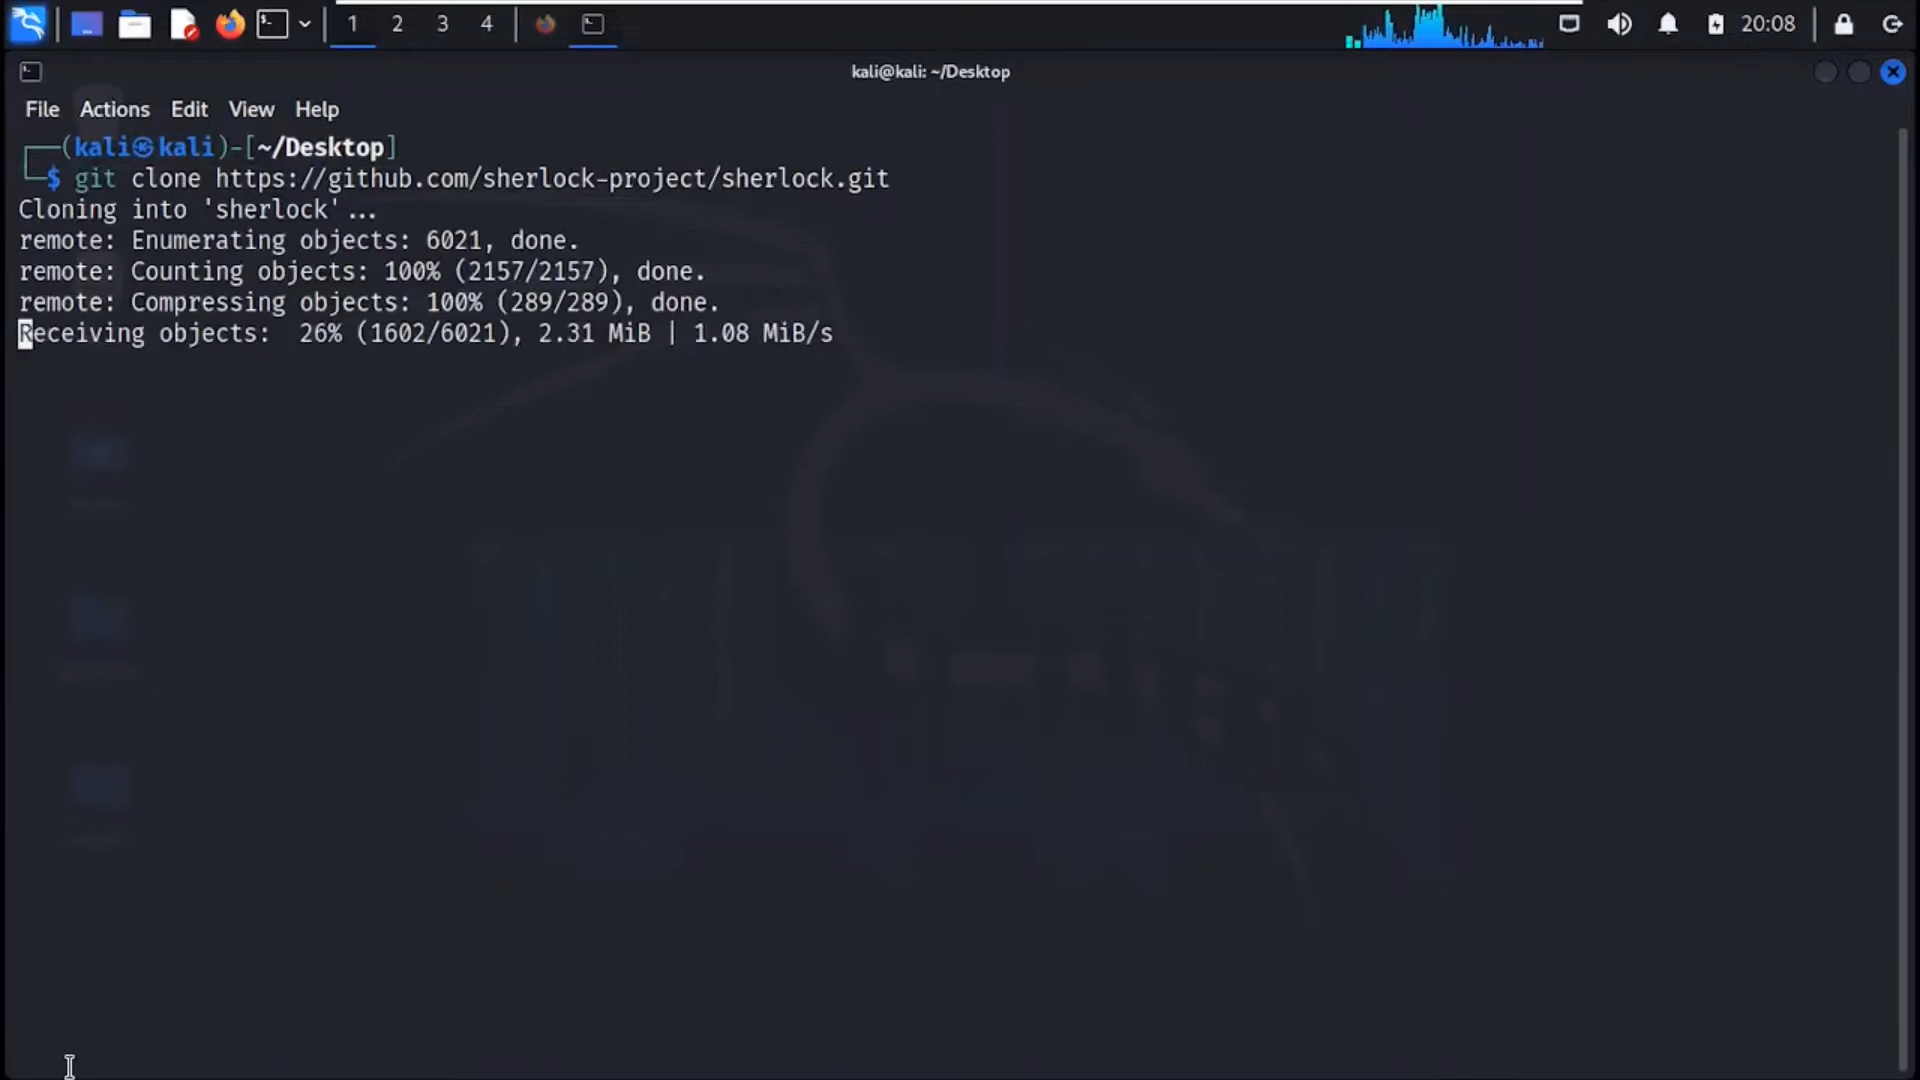 1 2 3 4 20:08
kali@kali: ~/Desktop
File Actions Edit View Help
┌──(kali㉿kali)-[~/Desktop]
└─$ git clone https://github.com/sherlock-project/sherlock.git
Cloning into 'sherlock'...
remote: Enumerating objects: 6021, done.
remote: Counting objects: 100% (2157/2157), done.
remote: Compressing objects: 100% (289/289), done.
Receiving objects:  26% (1602/6021), 2.31 MiB | 1.08 MiB/s